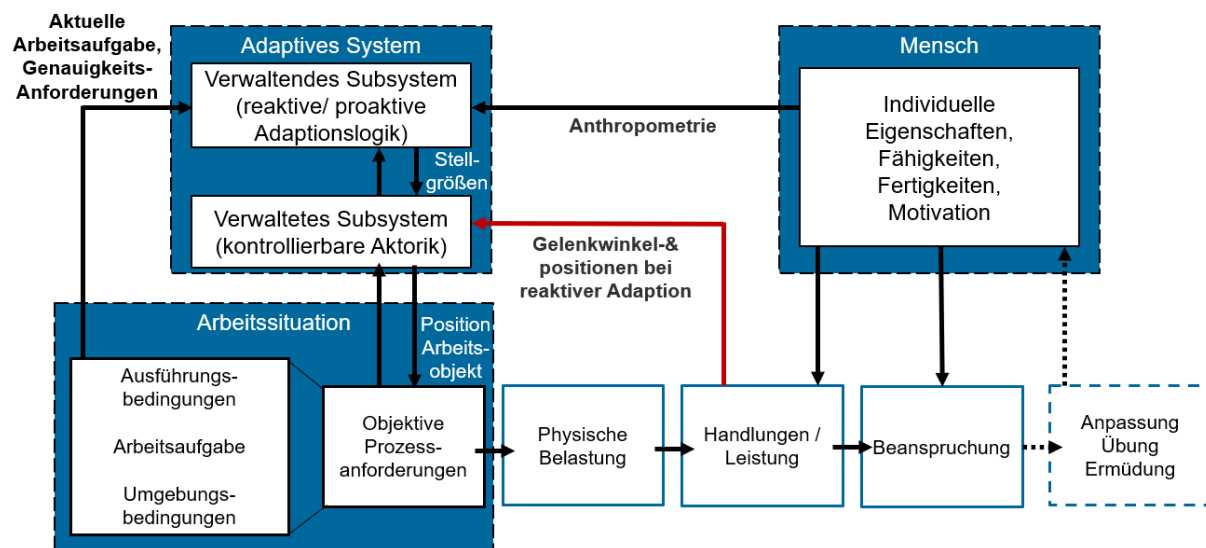 Aktuelle
Arbeitsaufgabe,
Genauigkeits-
Anforderungen
Adaptives System
Verwaltendes Subsystem
(reaktive/ proaktive
Adaptionslogik)
Stell-
größen
Verwaltetes Subsystem
(kontrollierbare Aktorik)
Anthropometrie
Gelenkwinkel-&
positionen bei
reaktiver Adaption
Mensch
Individuelle
Eigenschaften,
Fähigkeiten,
Fertigkeiten,
Motivation
Arbeitssituation
Position
Arbeits-
objekt
Ausführungs-
bedingungen
Arbeitsaufgabe
Umgebungs-
bedingungen
Objektive
Prozess-
anforderungen
Physische
Belastung
Handlungen /
Leistung
Beanspruchung
Anpassung
Übung
Ermüdung